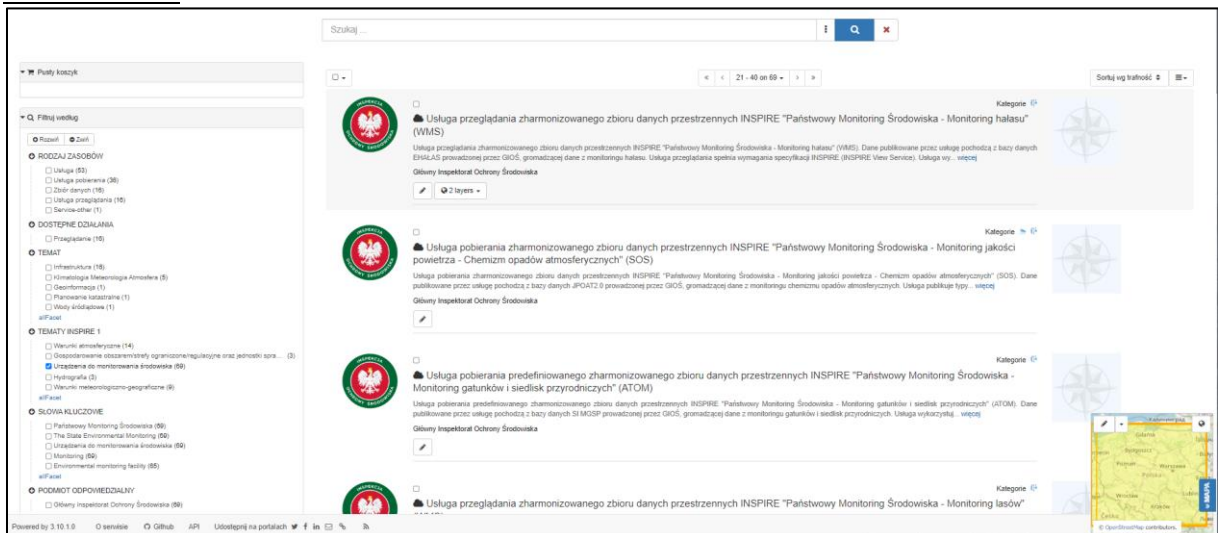 Szukaj ...
Pusty koszyk
21 - 40 on 69
Sortuj wg trafność
Filtruj według
Rozwiń Zwiń
RODZAJ ZASOBÓW
Usługa (53)
Usługa pobierania (36)
Zbiór danych (16)
Usługa przeglądania (16)
Service-other (1)
DOSTĘPNE DZIAŁANIA
Przeglądanie (16)
TEMAT
Infrastruktura (16)
Klimatologia Meteorologia Atmosfera (5)
Geoinformacja (1)
Planowanie katastralne (1)
Wody śródlądowe (1)
allFacet
TEMATY INSPIRE 1
Warunki atmosferyczne (14)
Gospodarowanie obszarem/strefy ograniczone/regulacyjne oraz jednostki spra... (3)
Urządzenia do monitorowania środowiska (69)
Hydrografia (3)
Warunki meteorologiczno-geograficzne (9)
allFacet
SŁOWA KLUCZOWE
Państwowy Monitoring Środowiska (69)
The State Environmental Monitoring (69)
Urządzenia do monitorowania środowiska (69)
Monitoring (69)
Environmental monitoring facility (65)
allFacet
PODMIOT ODPOWIEDZIALNY
Główny Inspektorat Ochrony Środowiska (69)
Kategorie
Usługa przeglądania zharmonizowanego zbioru danych przestrzennych INSPIRE "Państwowy Monitoring Środowiska - Monitoring hałasu"
(WMS)
Usługa przeglądania zharmonizowanego zbioru danych przestrzennych INSPIRE "Państwowy Monitoring Środowiska - Monitoring hałasu" (WMS). Dane publikowane przez usługę pochodzą z bazy danych
EHALAS prowadzonej przez GIOŚ, gromadzącej dane z monitoringu hałasu. Usługa przeglądania spełnia wymagania specyfikacji INSPIRE (INSPIRE View Service). Usługa wy... więcej
Główny Inspektorat Ochrony Środowiska
2 layers
Kategorie
Usługa pobierania zharmonizowanego zbioru danych przestrzennych INSPIRE "Państwowy Monitoring Środowiska - Monitoring jakości
powietrza - Chemizm opadów atmosferycznych" (SOS)
Usługa pobierania zharmonizowanego zbioru danych przestrzennych INSPIRE "Państwowy Monitoring Środowiska - Monitoring jakości powietrza - Chemizm opadów atmosferycznych" (SOS). Dane
publikowane przez usługę pochodzą z bazy danych JPOAT2.0 prowadzonej przez GIOŚ, gromadzącej dane z monitoringu chemizmu opadów atmosferycznych. Usługa publikuje typy... więcej
Główny Inspektorat Ochrony Środowiska
Kategorie
Usługa pobierania predefiniowanego zharmonizowanego zbioru danych przestrzennych INSPIRE "Państwowy Monitoring Środowiska -
Monitoring gatunków i siedlisk przyrodniczych" (ATOM)
Usługa pobierania predefiniowanego zharmonizowanego zbioru danych przestrzennych INSPIRE "Państwowy Monitoring Środowiska - Monitoring gatunków i siedlisk przyrodniczych" (ATOM). Dane
publikowane przez usługę pochodzą z bazy danych SI MGSP prowadzonej przez GIOŚ, gromadzącej dane z monitoringu gatunków i siedlisk przyrodniczych. Usługa wykorzystuj... więcej
Główny Inspektorat Ochrony Środowiska
Kategorie
Usługa przeglądania zharmonizowanego zbioru danych przestrzennych INSPIRE "Państwowy Monitoring Środowiska - Monitoring lasów"
Gdańsk
Bydgoszcz
Poznań Warszawa
Polska
Wrocław
Kraków
MAPA
© OpenStreetMap contributors.
Powered by 3.10.1.0 O serwisie Github API Udostępnij na portalach